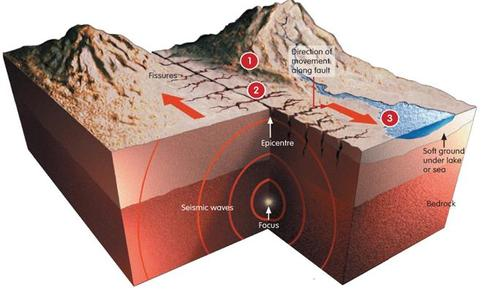 1
Direction of
movement
along fault
Fissures
2
3
Epicentre
Soft ground
under lake
or sea
Seismic waves
Bedrock
Focus